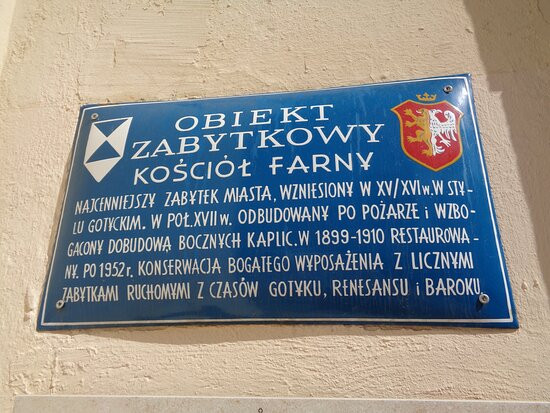 OBIEKT
ZABYTKOWY
KOŚCIÓŁ FARNY
NAJCENNIEJSZY ZABYTEK MIASTA, WZNIESIONY W XV/XVI w. W STY-
LU GOTYCKIM. W POŁ. XVII w. ODBUDOWANY PO POŻARZE i WZBO-
GACONY DOBUDOWĄ BOCZNYCH KAPLIC. W 1899-1910 RESTAUROWA-
NY. PO 1952 r. KONSERWACJA BOGATEGO WYPOSAŻENIA Z LICZNYMI
ZABYTKAMI RUCHOMYMI Z CZASÓW GOTYKU, RENESANSU i BAROKU.